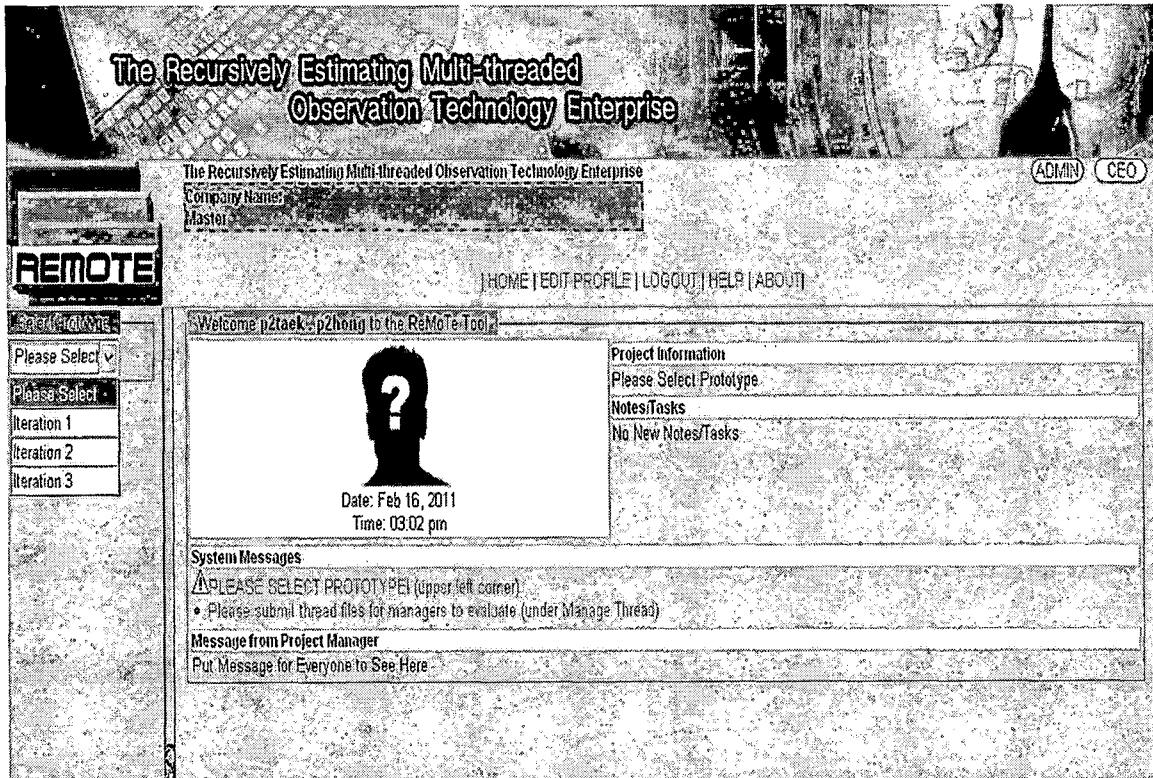 The Recursively Estimating Multi-threaded
Observation Technology Enterprise
The Recursively Estimating Multi-threaded Observation Technology Enterprise
ADMIN CEO
Company Name:
Master
REMOTE
| HOME | EDIT PROFILE | LOGOUT | HELP | ABOUT|
Select Prototype
Please Select
Please Select
Iteration 1
Iteration 2
Iteration 3
Welcome p2taek p2hong to the ReMoTe Tool
?
Date: Feb 16, 2011
Time: 03:02 pm
Project Information
Please Select Prototype
Notes/Tasks
No New Notes/Tasks
System Messages
PLEASE SELECT PROTOTYPE! (upper left corner)
• Please submit thread files for managers to evaluate (under Manage Thread)
Message from Project Manager
Put Message for Everyone to See Here